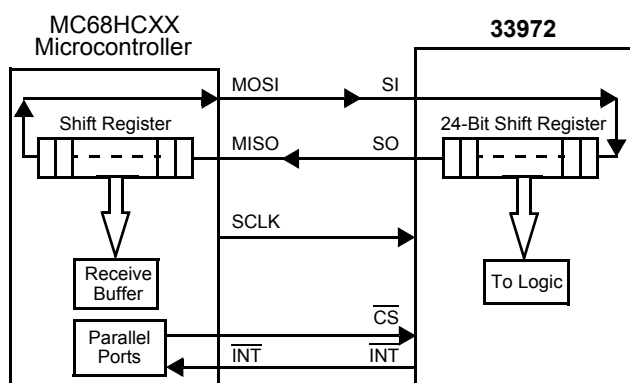 MC68HCXX
Microcontroller
33972
MOSI SI
Shift Register
24-Bit Shift Register
MISO SO
SCLK
Receive
Buffer
To Logic
CS
Parallel
Ports
INT INT